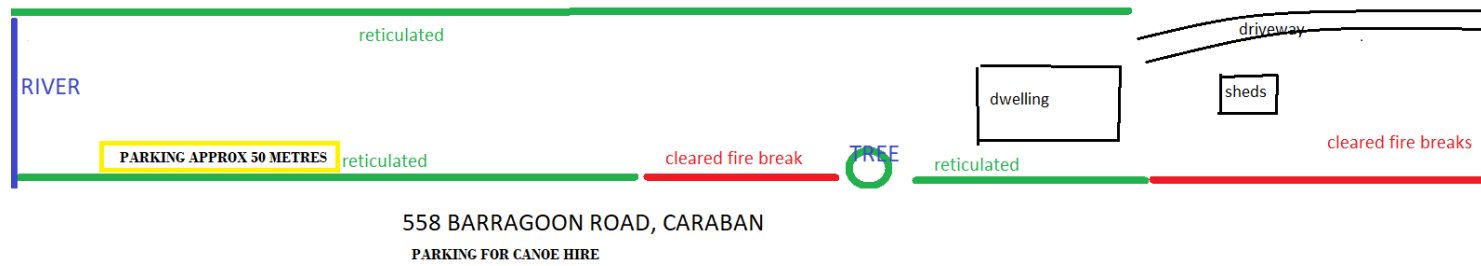 reticulated
driveway
RIVER
dwelling
sheds
PARKING APPROX 50 METRES
reticulated
cleared fire break
TREE
reticulated
cleared fire breaks
558 BARRAGOON ROAD, CARABAN
PARKING FOR CANOE HIRE